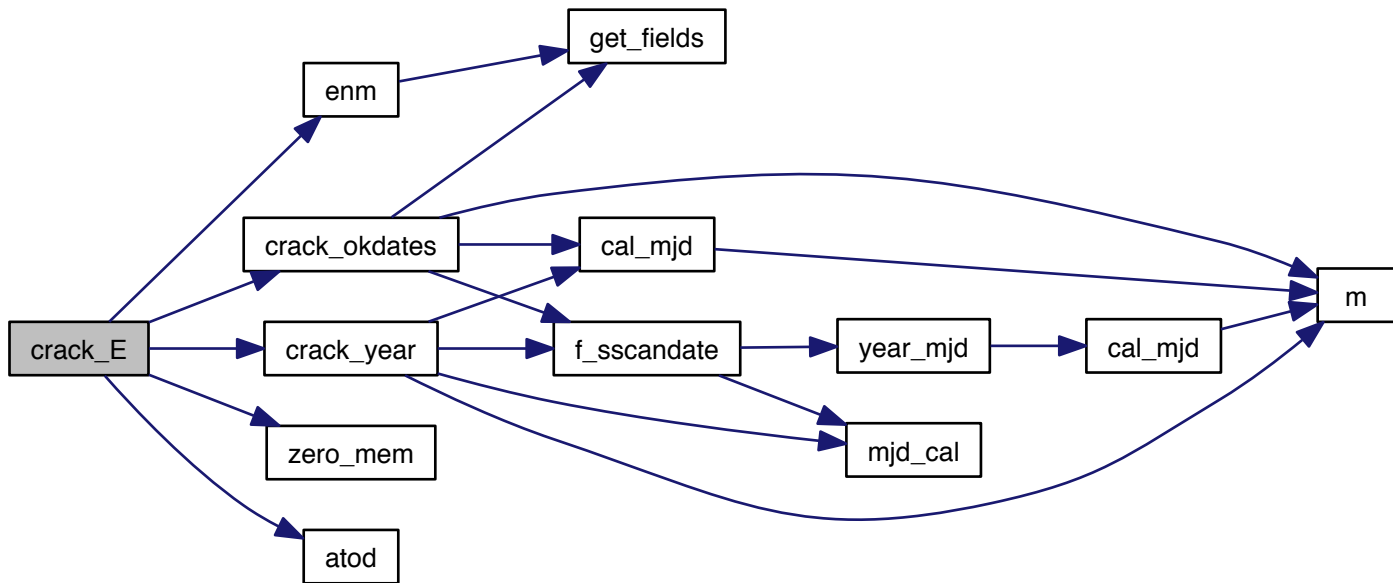 get_fields
enm
crack_okdates
cal_mjd
m
crack_E
crack_year
f_sscandate
year_mjd
cal_mjd
zero_mem
mjd_cal
atod